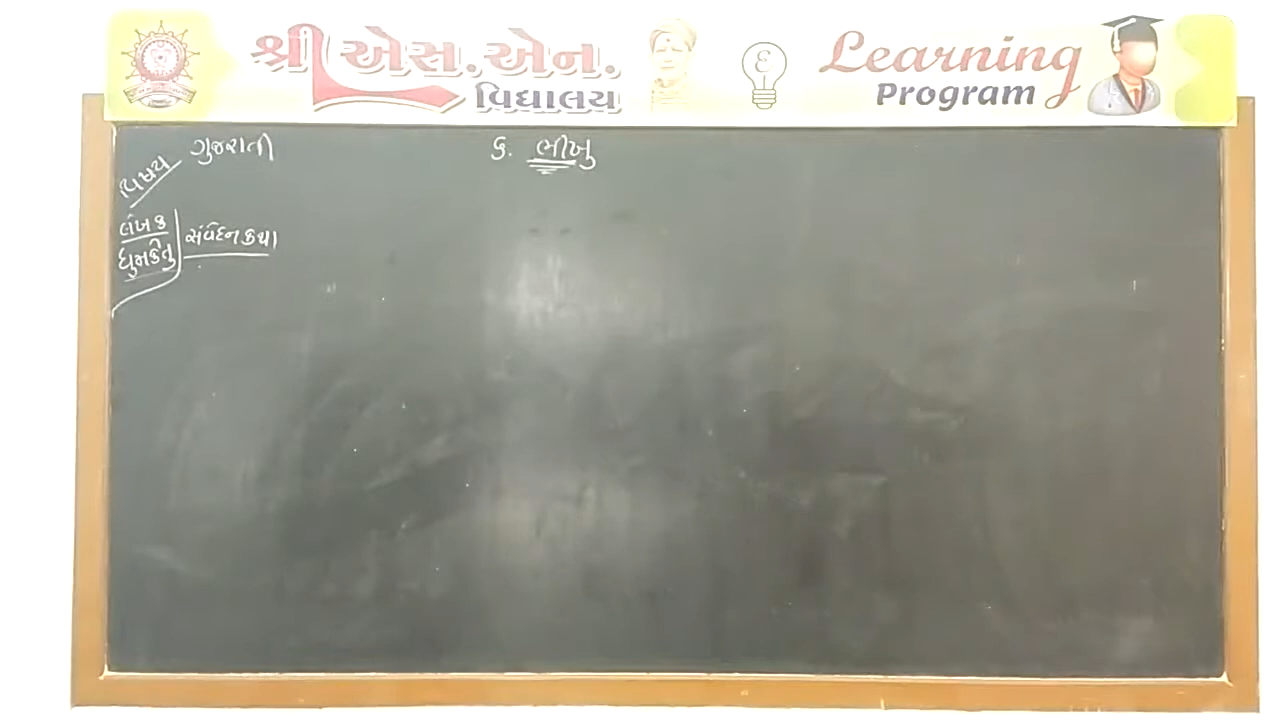 શ્રી એસ.એન.
વિદ્યાલય
Learning
Program
વિષય ગુજરાતી
૬. ભીખુ
લેખક
ધુમકેતુ
સંવેદનકથા